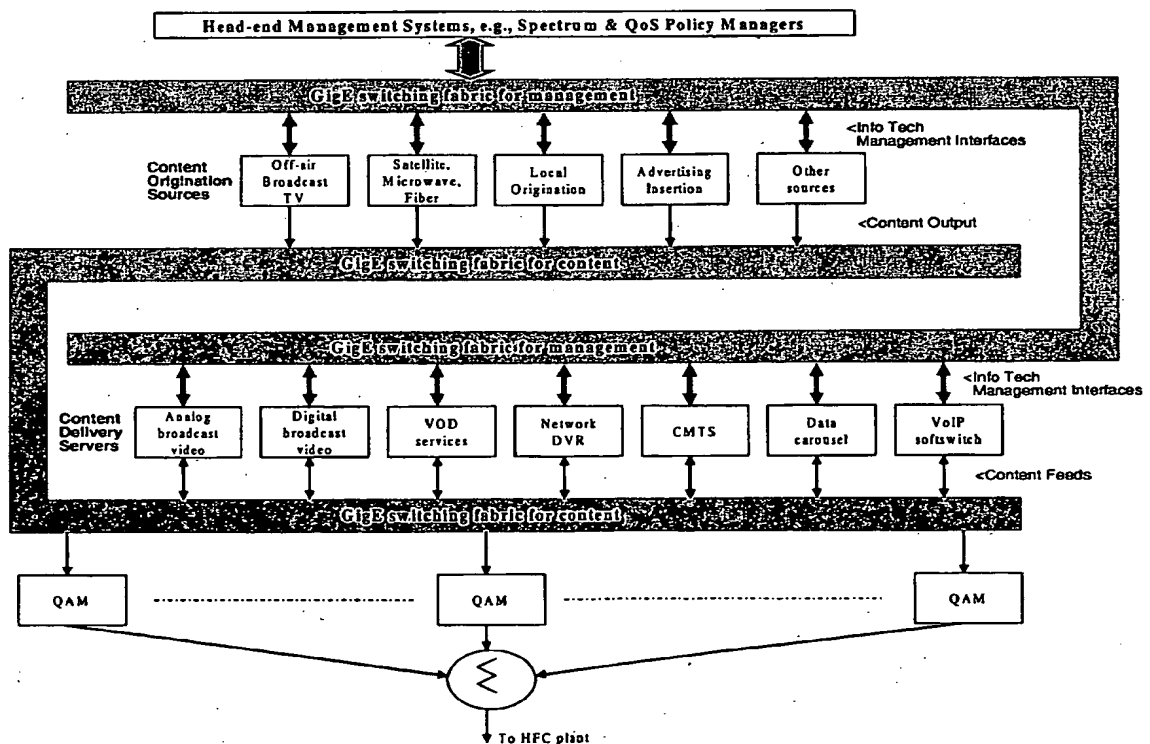 Head-end Management Systems, e.g., Spectrum & QoS Policy Managers
GigE switching fabric for management
<Info Tech
Management Interfaces
Content
Origination
Sources
Off-air
Broadcast
TV
Satellite,
Microwave,
Fiber
Local
Origination
Advertising
Insertion
Other
sources
<Content Output
GigE switching fabric for content
GigE switching fabric for management
<Info Tech
Management Interfaces
Content
Delivery
Servers
Analog
broadcast
video
Digital
broadcast
video
VOD
services
Network
DVR
CMTS
Data
carousel
VoIP
softswitch
<Content Feeds
GigE switching fabric for content
QAM
QAM
QAM
To HFC plant